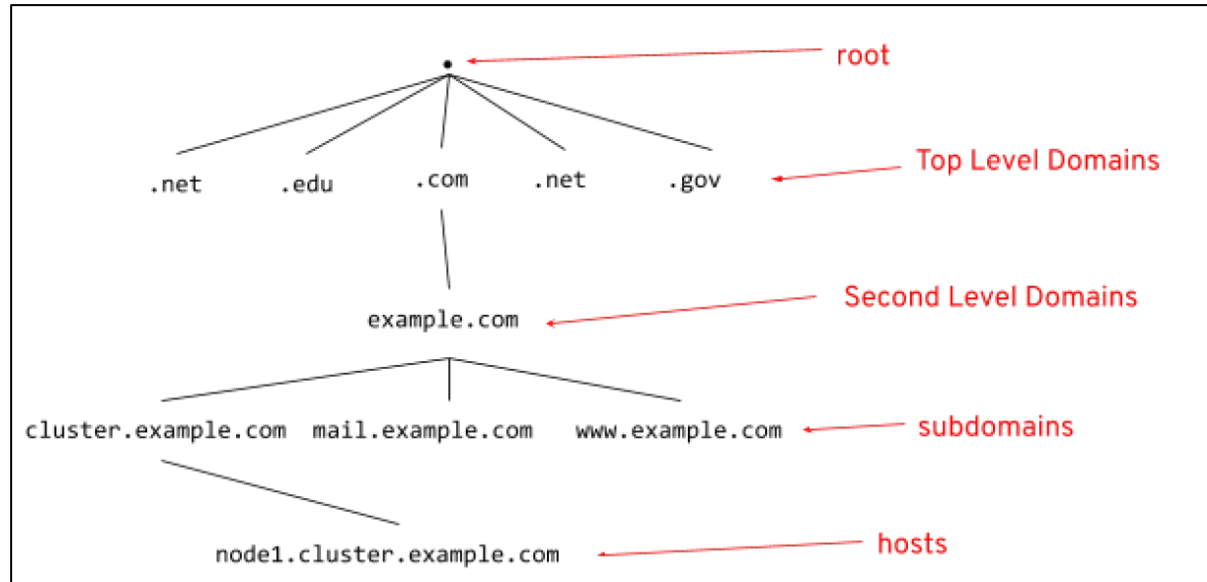 root
.net .edu .com .net .gov
Top Level Domains
example.com
Second Level Domains
cluster.example.com mail.example.com www.example.com
subdomains
node1.cluster.example.com
hosts